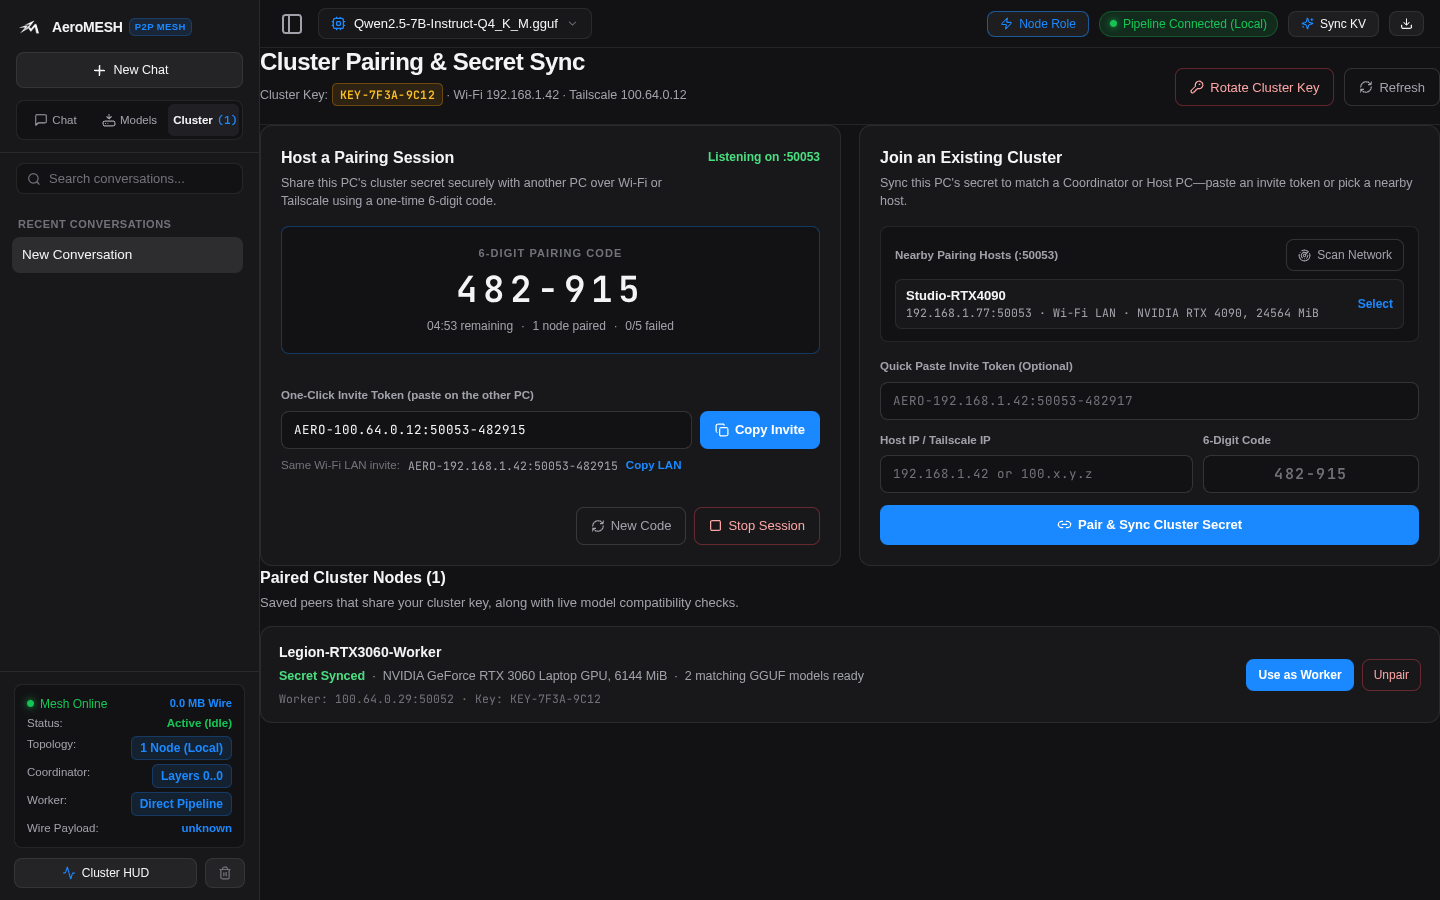 AeroMESH P2P MESH
New Chat
Chat Models Cluster (1)
Search conversations...
RECENT CONVERSATIONS
New Conversation
Mesh Online 0.0 MB Wire
Status: Active (Idle)
Topology: 1 Node (Local)
Coordinator: Layers 0..0
Worker: Direct Pipeline
Wire Payload: unknown
Cluster HUD
Qwen2.5-7B-Instruct-Q4_K_M.gguf
Node Role Pipeline Connected (Local) Sync KV
Cluster Pairing & Secret Sync
Cluster Key: KEY-7F3A-9C12 · Wi-Fi 192.168.1.42 · Tailscale 100.64.0.12
Rotate Cluster Key Refresh
Host a Pairing Session Listening on :50053
Share this PC's cluster secret securely with another PC over Wi-Fi or
Tailscale using a one-time 6-digit code.
6-DIGIT PAIRING CODE
482-915
04:53 remaining · 1 node paired · 0/5 failed
One-Click Invite Token (paste on the other PC)
AERO-100.64.0.12:50053-482915 Copy Invite
Same Wi-Fi LAN invite: AERO-192.168.1.42:50053-482915 Copy LAN
New Code Stop Session
Join an Existing Cluster
Sync this PC's secret to match a Coordinator or Host PC—paste an invite token or pick a nearby
host.
Nearby Pairing Hosts (:50053) Scan Network
Studio-RTX4090
192.168.1.77:50053 · Wi-Fi LAN · NVIDIA RTX 4090, 24564 MiB Select
Quick Paste Invite Token (Optional)
AERO-192.168.1.42:50053-482917
Host IP / Tailscale IP 6-Digit Code
192.168.1.42 or 100.x.y.z 482-915
Pair & Sync Cluster Secret
Paired Cluster Nodes (1)
Saved peers that share your cluster key, along with live model compatibility checks.
Legion-RTX3060-Worker
Secret Synced · NVIDIA GeForce RTX 3060 Laptop GPU, 6144 MiB · 2 matching GGUF models ready
Worker: 100.64.0.29:50052 · Key: KEY-7F3A-9C12
Use as Worker Unpair